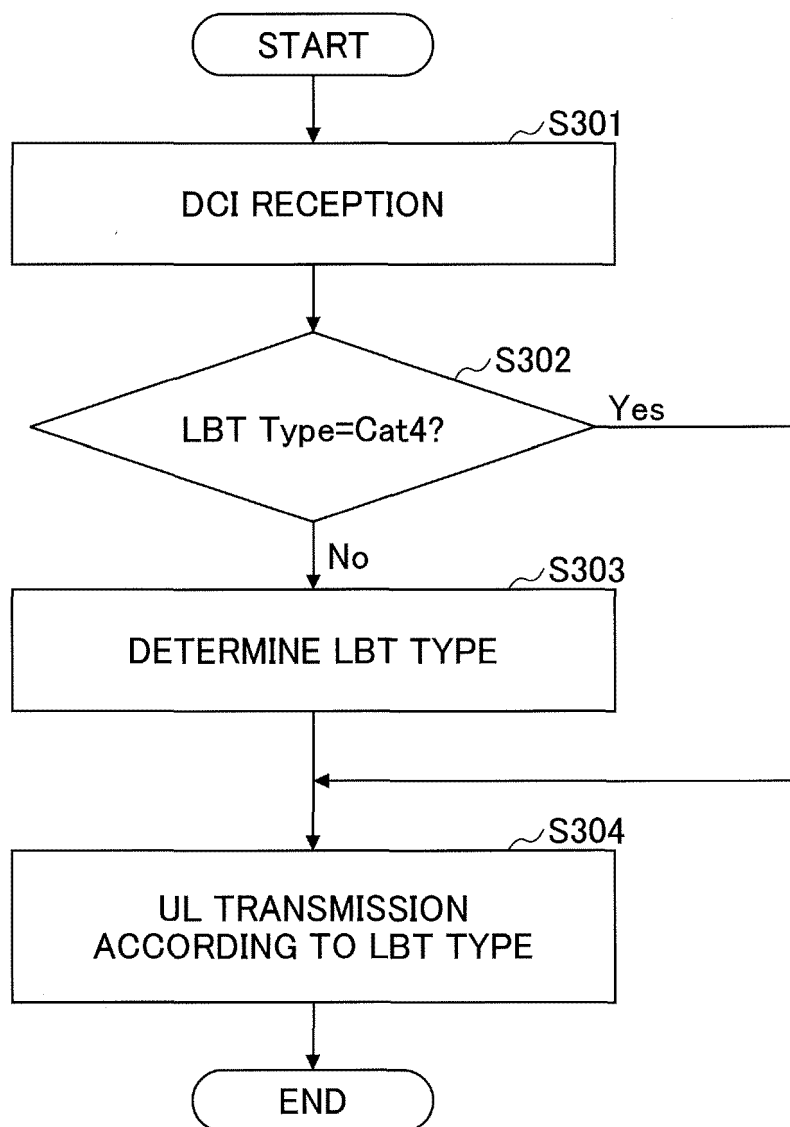 START
S301
DCI RECEPTION
S302
LBT Type=Cat4?
Yes
No
S303
DETERMINE LBT TYPE
S304
UL TRANSMISSION
ACCORDING TO LBT TYPE
END